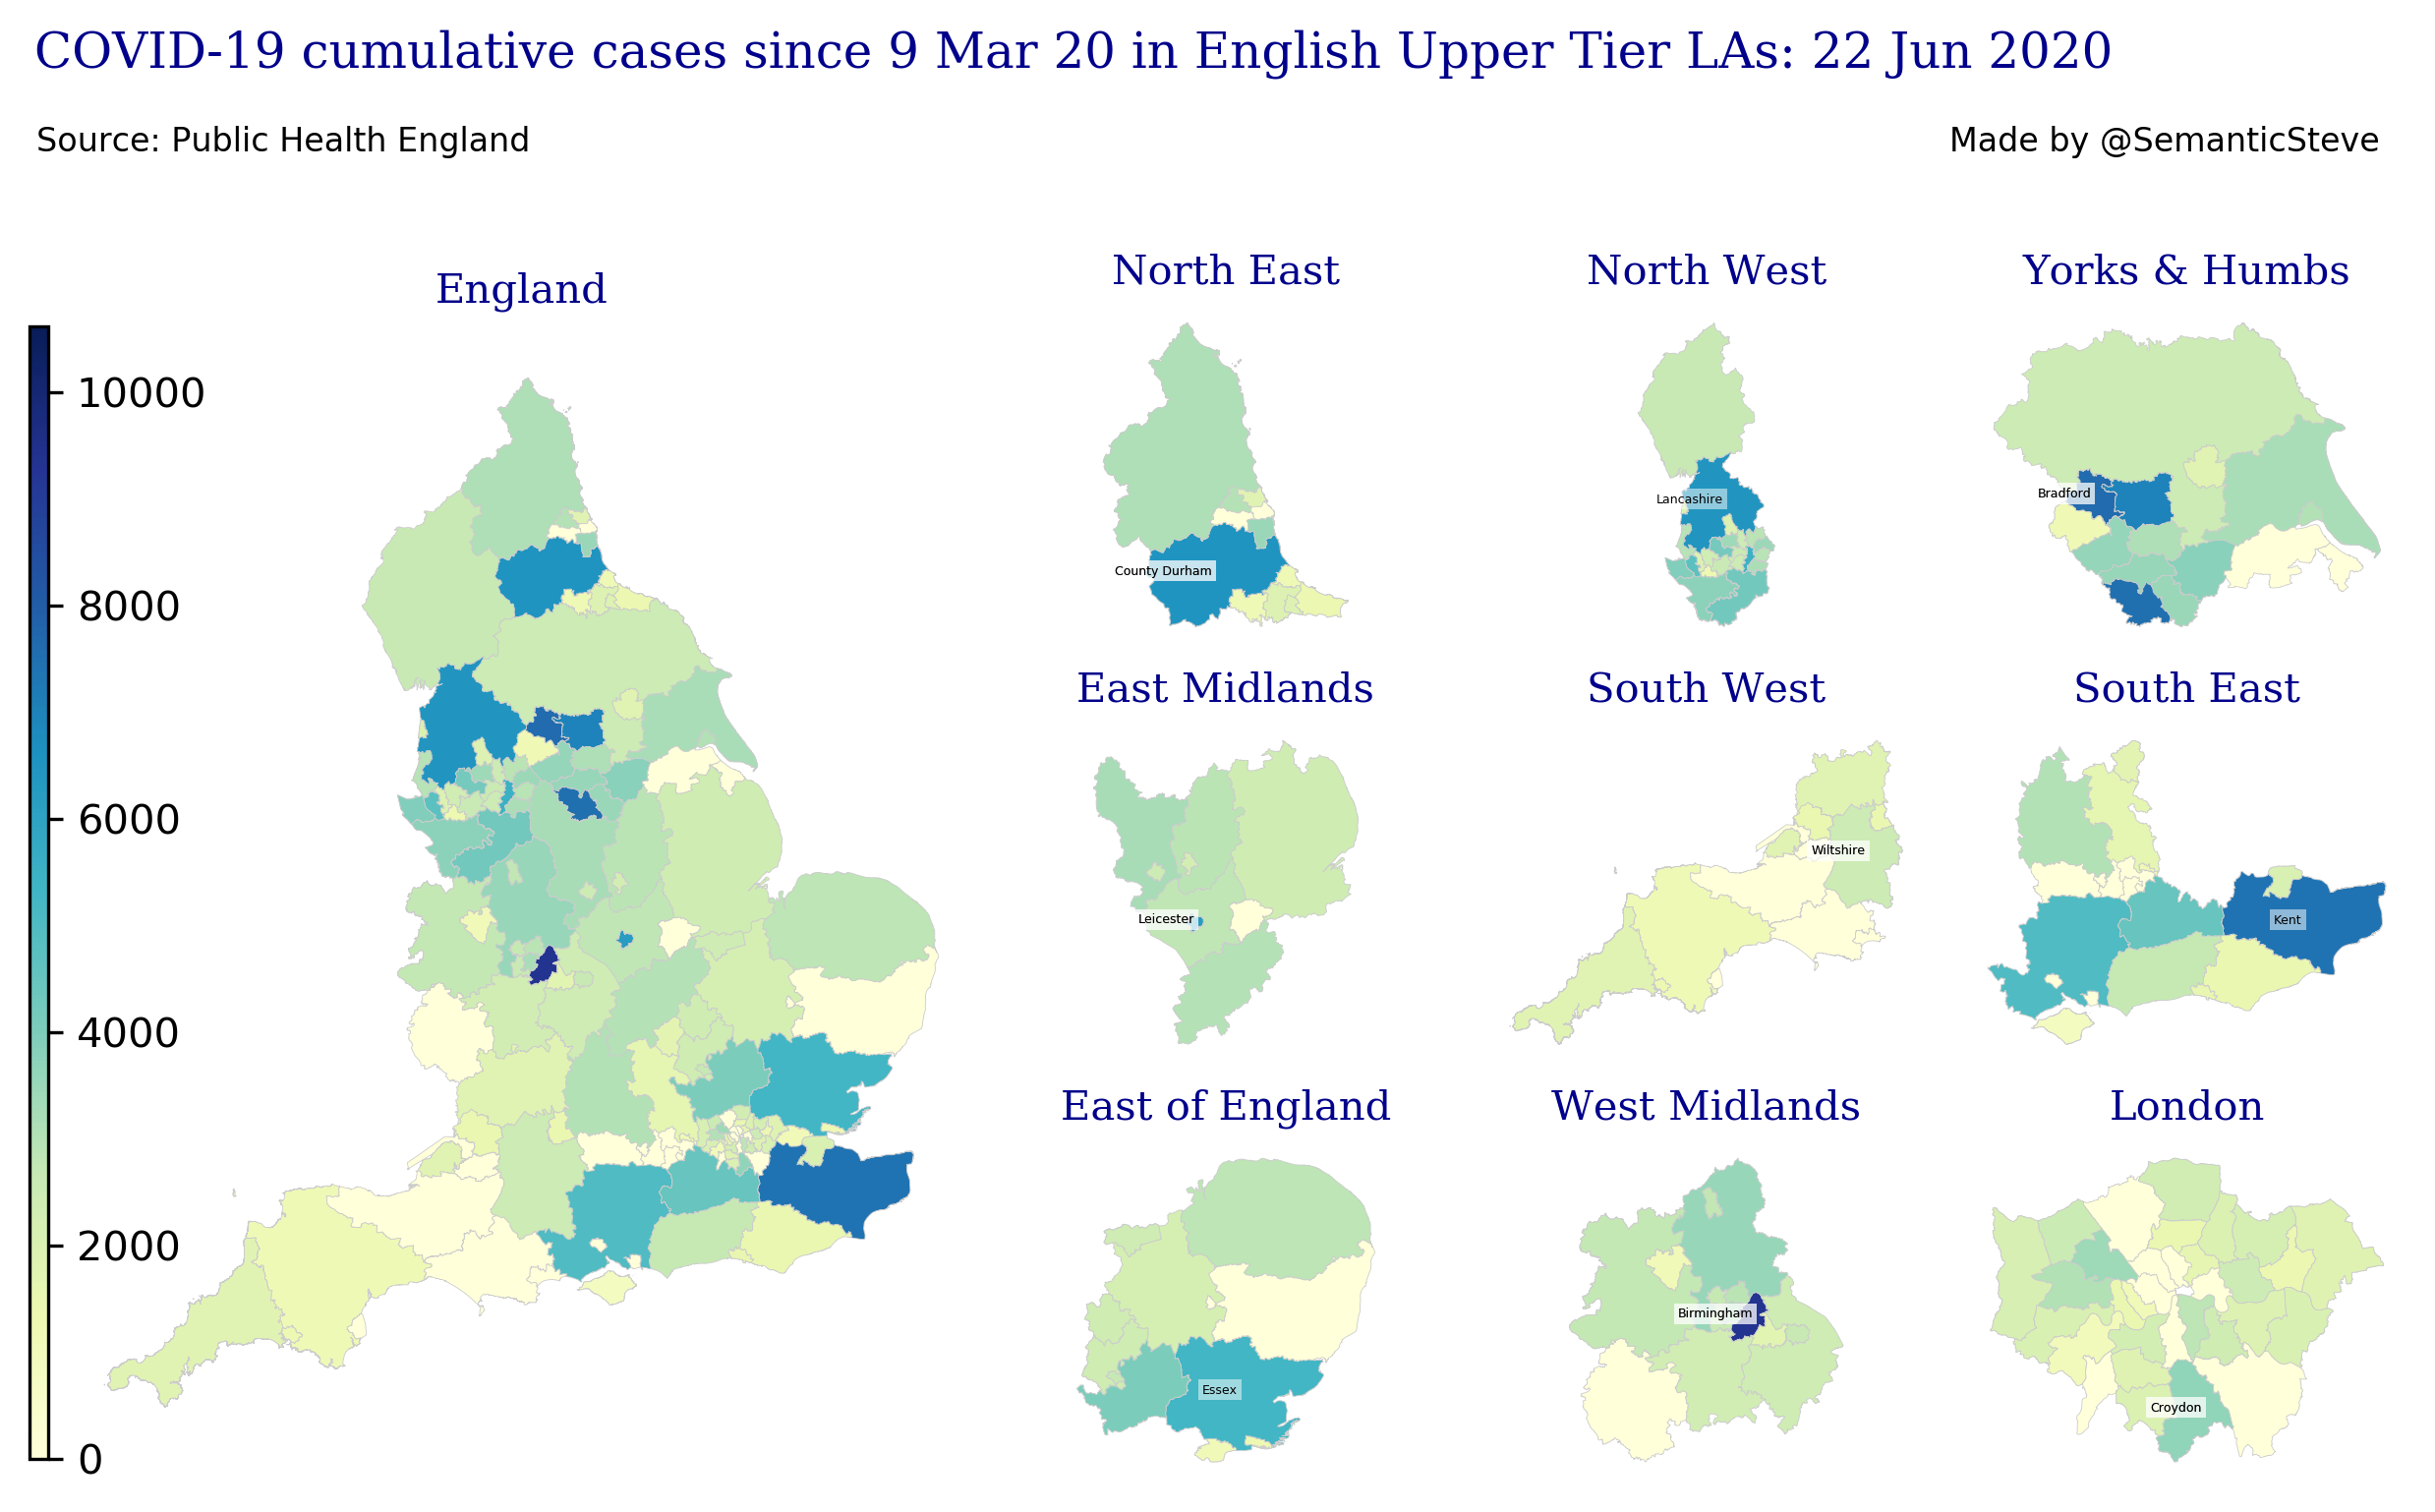 COVID-19 cumulative cases since 9 Mar 20 in English Upper Tier LAs: 22 Jun 2020
Source: Public Health England
Made by @SemanticSteve
England
10000
8000
6000
4000
2000
0
North East
County Durham
North West
Lancashire
Yorks & Humbs
Bradford
East Midlands
Leicester
South West
Wiltshire
South East
Kent
East of England
Essex
West Midlands
Birmingham
London
Croydon